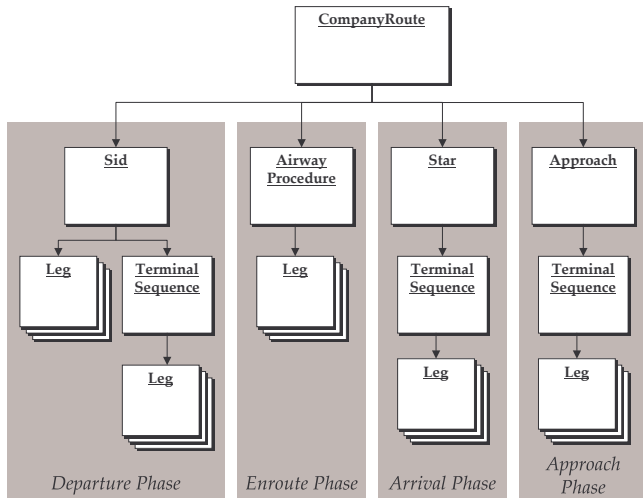 CompanyRoute
Sid
Airway
Procedure
Star
Approach
Leg
Terminal
Sequence
Leg
Terminal
Sequence
Terminal
Sequence
Leg
Leg
Leg
Departure Phase
Enroute Phase
Arrival Phase
Approach
Phase